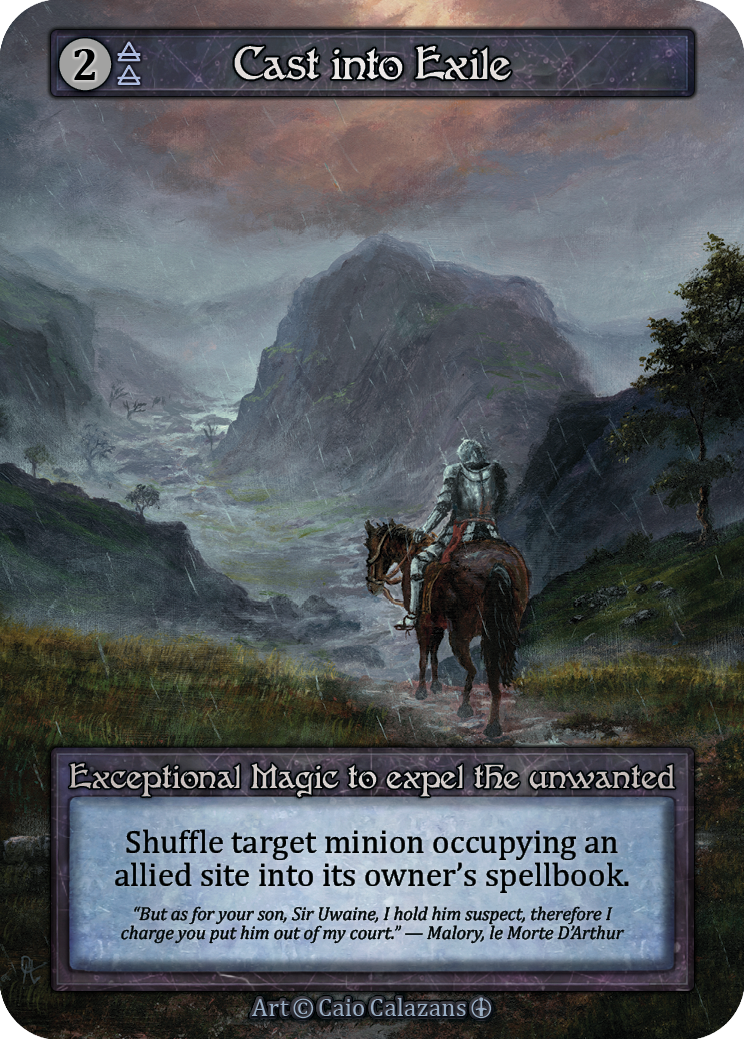 2
Cast into Exile
Exceptional Magic to expel the unwanted
Shuffle target minion occupying an
allied site into its owner's spellbook.
"But as for your son, Sir Uwaine, I hold him suspect, therefore I
charge you put him out of my court." — Malory, le Morte D'Arthur
Art © Caio Calazans